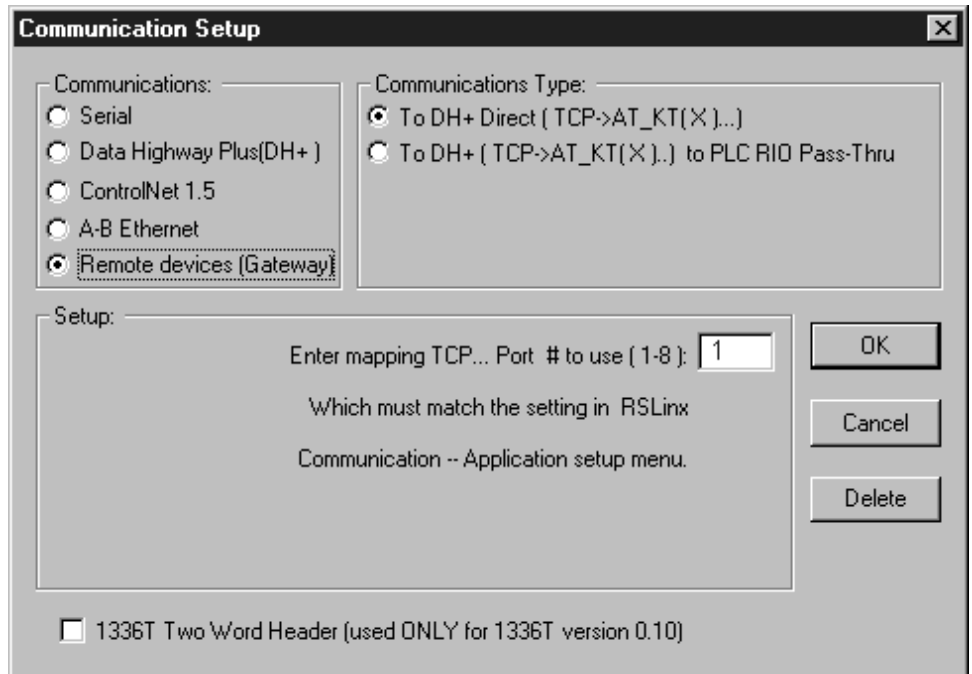 Communication Setup
Communications:
Serial
Data Highway Plus(DH+ )
ControlNet 1.5
A-B Ethernet
Remote devices (Gateway)
Communications Type:
To DH+ Direct ( TCP->AT_KT( X )...)
To DH+ ( TCP->AT_KT( X )..) to PLC RIO Pass-Thru
Setup:
Enter mapping TCP... Port # to use ( 1-8 ): 1
Which must match the setting in RSLinx
Communication -- Application setup menu.
OK
Cancel
Delete
1336T Two Word Header (used ONLY for 1336T version 0.10)